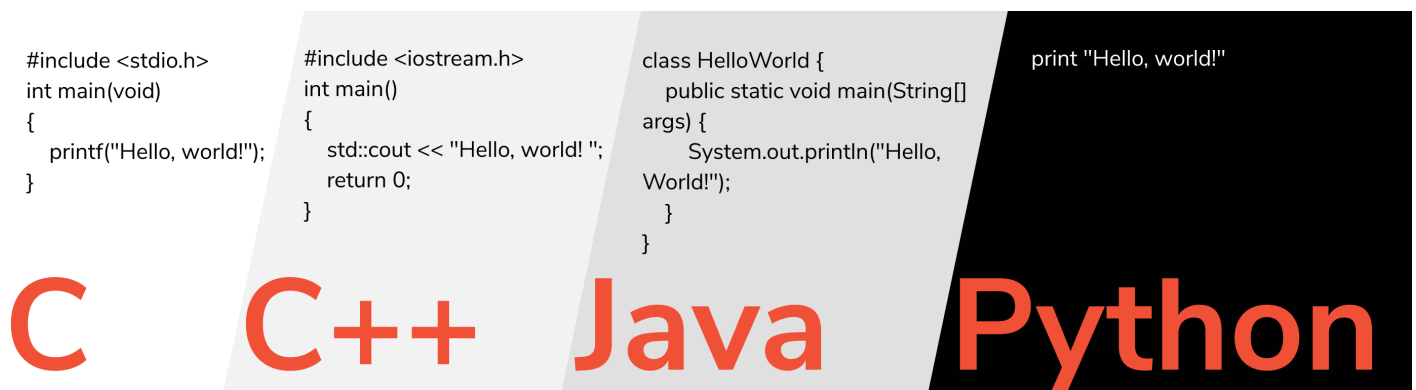 #include <stdio.h>
int main(void)
{
printf("Hello, world!");
}
C
#include <iostream.h>
int main()
{
std::cout << "Hello, world! ";
return 0;
}
C++
class HelloWorld {
public static void main(String[]
args) {
System.out.println("Hello,
World!");
}
}
Java
print "Hello, world!"
Python